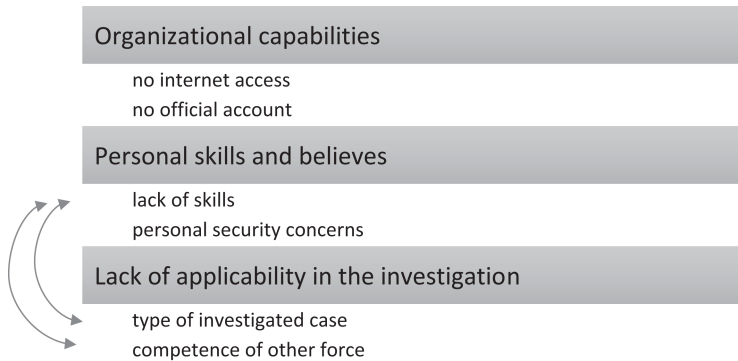 Organizational capabilities
no internet access
no official account
Personal skills and believes
lack of skills
personal security concerns
Lack of applicability in the investigation
type of investigated case
competence of other force